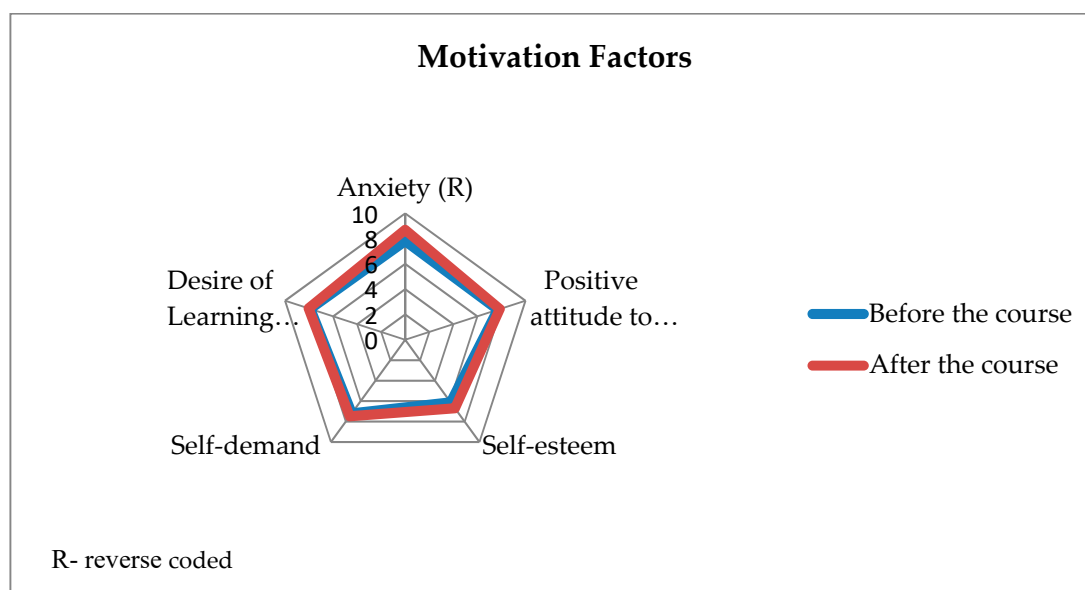 Motivation Factors
Anxiety (R)
10
8
6
4
2
0
Desire of
Learning…
Positive
attitude to…
Self-demand
Self-esteem
Before the course
After the course
R- reverse coded